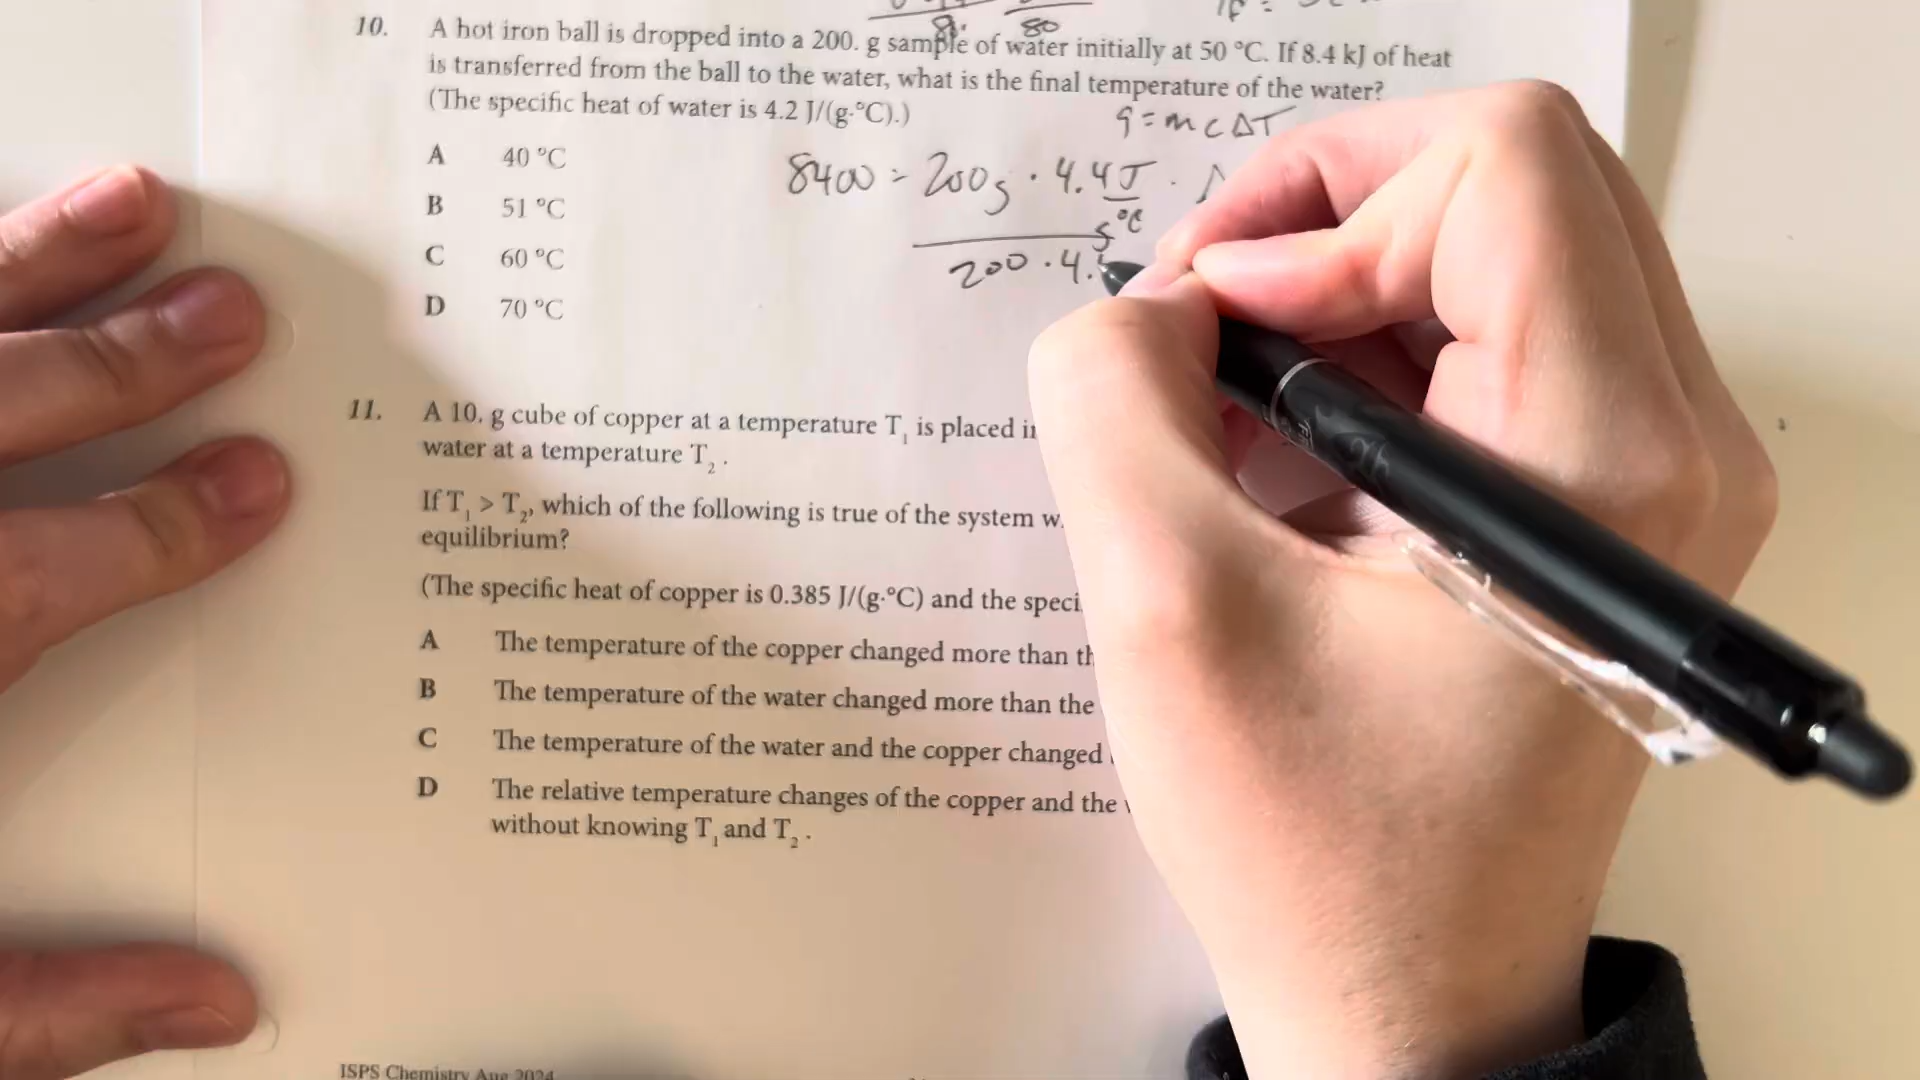 80
10. A hot iron ball is dropped into a 200. g sample of water initially at 50 °C. If 8.4 kJ of heat
is transferred from the ball to the water, what is the final temperature of the water?
(The specific heat of water is 4.2 J/(g·°C).)
q = mcΔT
A 40 °C
8400 = 200g · 4.4J ·
g °C
B 51 °C
C 60 °C
200 · 4.
D 70 °C
11. A 10. g cube of copper at a temperature T₁ is placed
water at a temperature T₂ .
If T₁ > T₂, which of the following is true of the system
equilibrium?
(The specific heat of copper is 0.385 J/(g·°C) and the
A The temperature of the copper changed more than
B The temperature of the water changed more than the
C The temperature of the water and the copper changed
D The relative temperature changes of the copper and the
without knowing T₁ and T₂ .
ISPS Chemistry Aug 2024